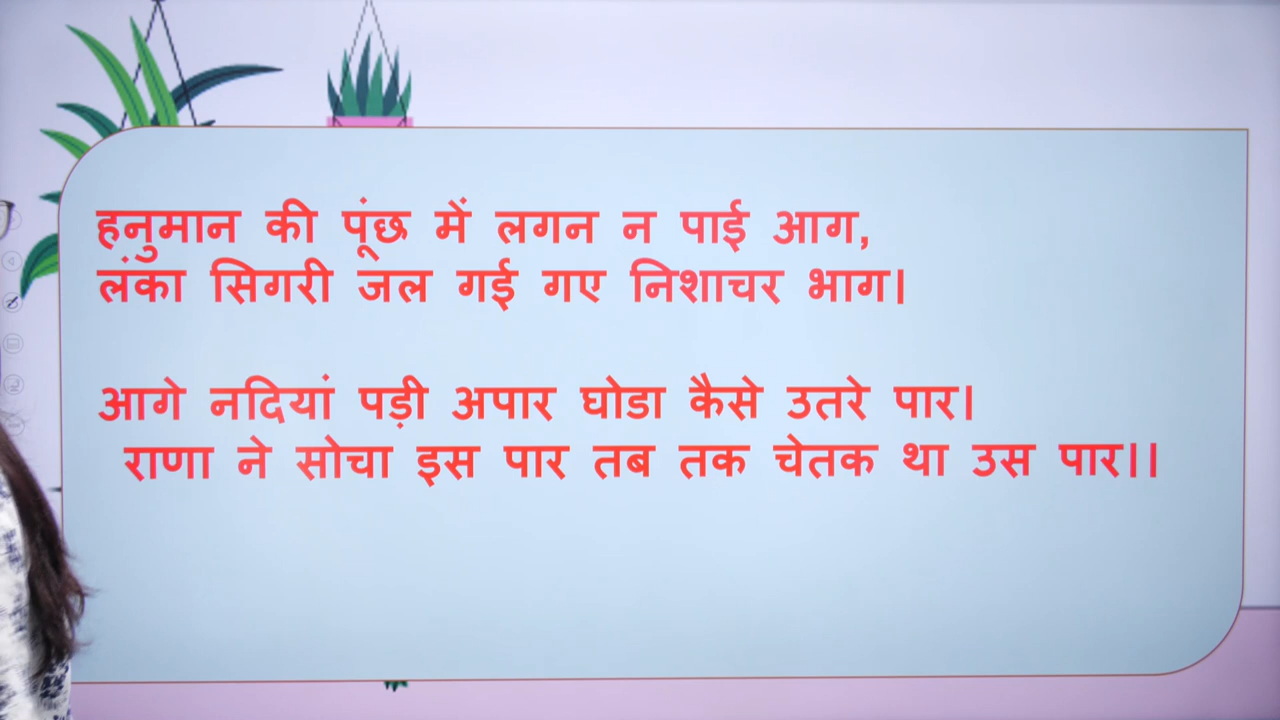 हनुमान की पूंछ में लगन न पाई आग,
लंका सिगरी जल गई गए निशाचर भाग।
आगे नदियां पड़ी अपार घोडा कैसे उतरे पार।
राणा ने सोचा इस पार तब तक चेतक था उस पार।।